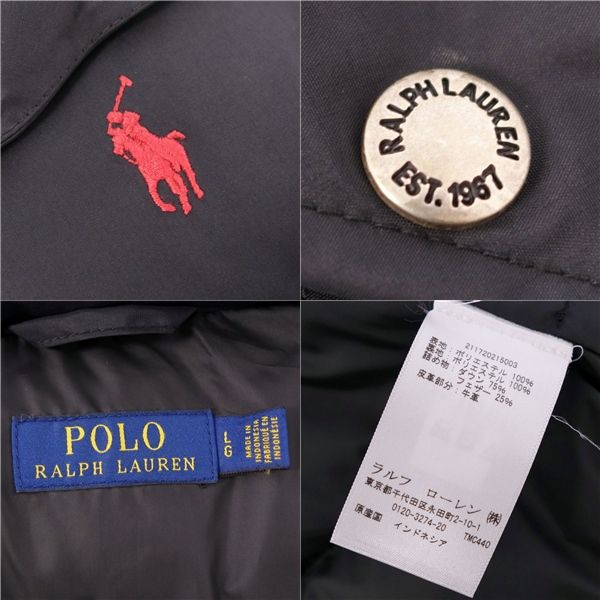 RALPH LAUREN
EST. 1967
POLO
RALPH LAUREN
L
G
MADE IN
INDONESIA
FABRIQUÉ EN
INDONÉSIE
211720215003
表地 : ポリエステル 100%
裏地 : ポリエステル 100%
詰め物 : ダウン 75%
フェザー 25%
皮革部分 : 牛革
ラルフ ローレン ㈱
東京都千代田区永田町2-10-1
0120-3274-20 TMC440
原産国 インドネシア